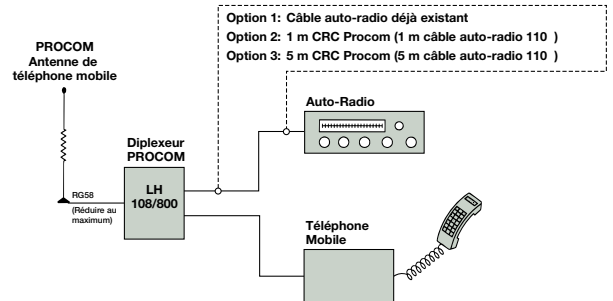 Option 1: Câble auto-radio déjà existant
Option 2: 1 m CRC Procom (1 m câble auto-radio 110 )
Option 3: 5 m CRC Procom (5 m câble auto-radio 110 )
PROCOM
Antenne de
téléphone mobile
Auto-Radio
Diplexeur
PROCOM
LH
108/800
RG58
(Réduire au
maximum)
Téléphone
Mobile